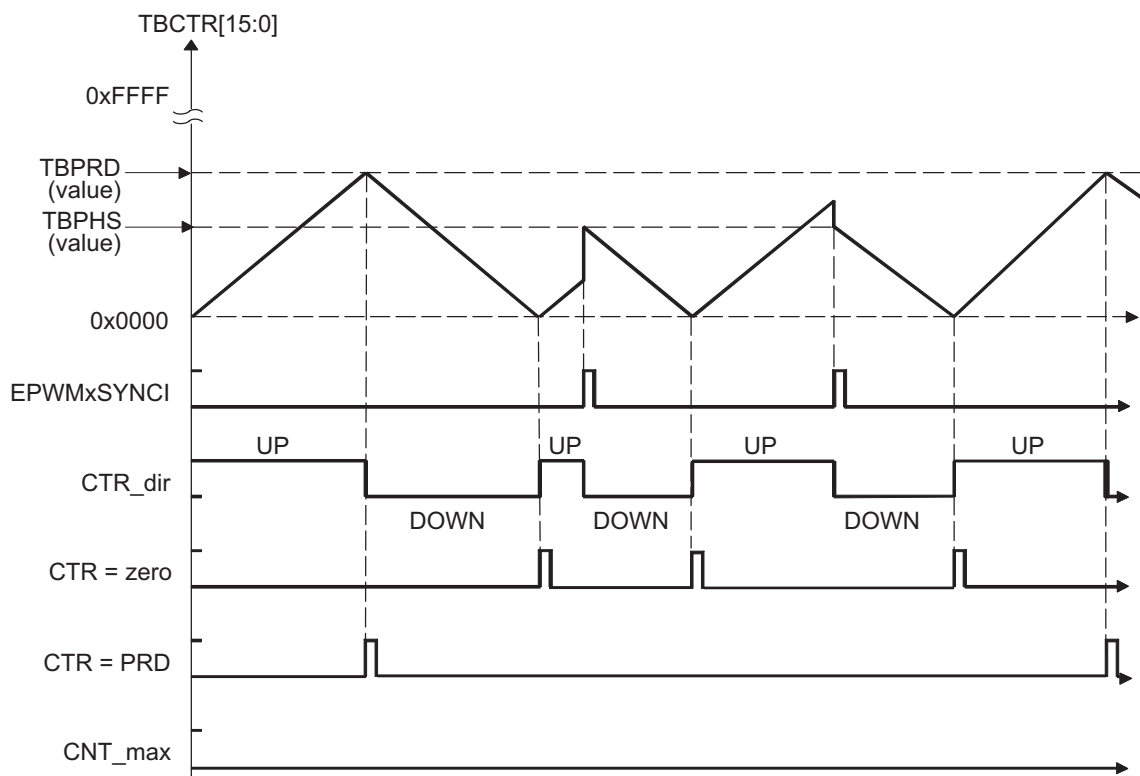 TBCTR[15:0]
0xFFFF
TBPRD
(value)
TBPHS
(value)
0x0000
EPWMxSYNCI
UP
UP
UP
UP
CTR_dir
DOWN
DOWN
DOWN
CTR = zero
CTR = PRD
CNT_max